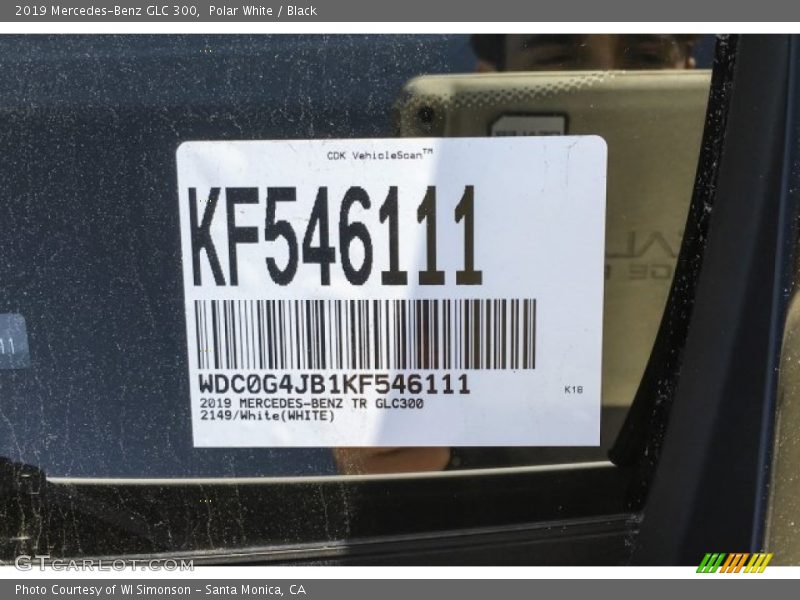 2019 Mercedes-Benz GLC 300, Polar White / Black
CDK VehicleScan™
KF546111
WDC0G4JB1KF546111
2019 MERCEDES-BENZ TR GLC300
K18
2149/White(WHITE)
GTCARLOT.COM
Photo Courtesy of WI Simonson - Santa Monica, CA